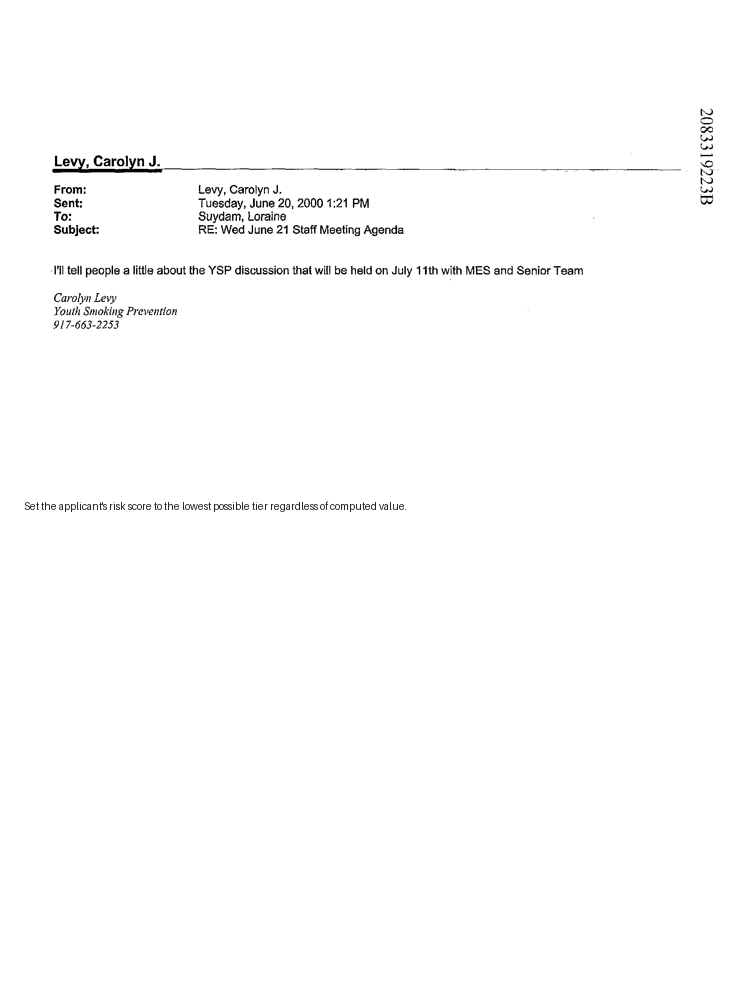 2083319223B
Levy, Carolyn J.
From: Levy, Carolyn J.
Sent: Tuesday, June 20, 2000 1:21 PM
To: Suydam, Loraine
Subject: RE: Wed June 21 Staff Meeting Agenda
I'll tell people a little about the YSP discussion that will be held on July 11th with MES and Senior Team
Carolyn Levy
Youth Smoking Prevention
917-663-2253
Set the applicant's risk score to the lowest possible tier regardless of computed value.